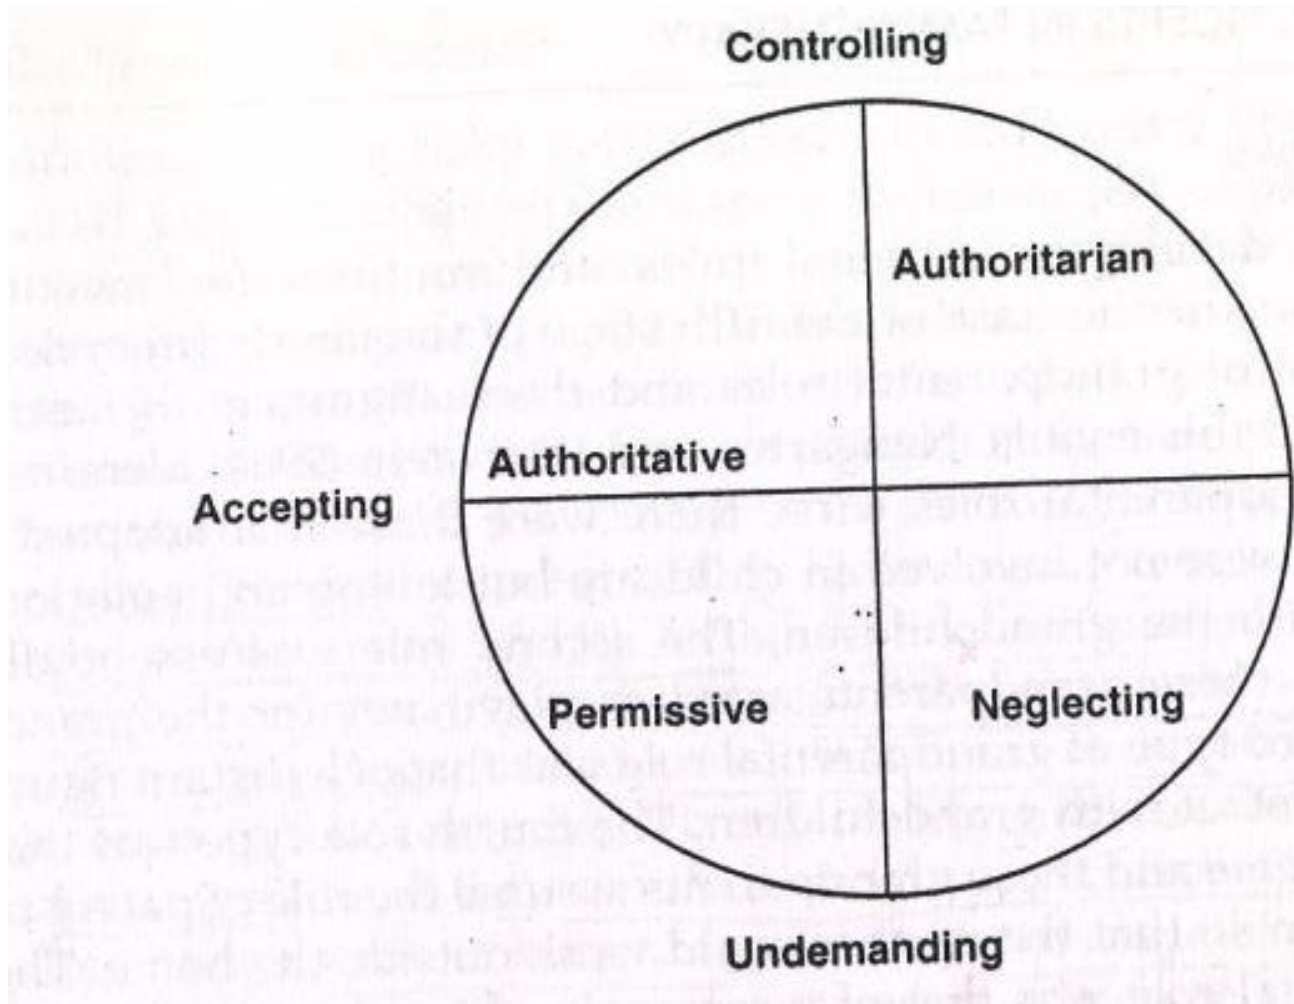 Controlling
Authoritarian
Authoritative
Accepting
Permissive
Neglecting
Undemanding